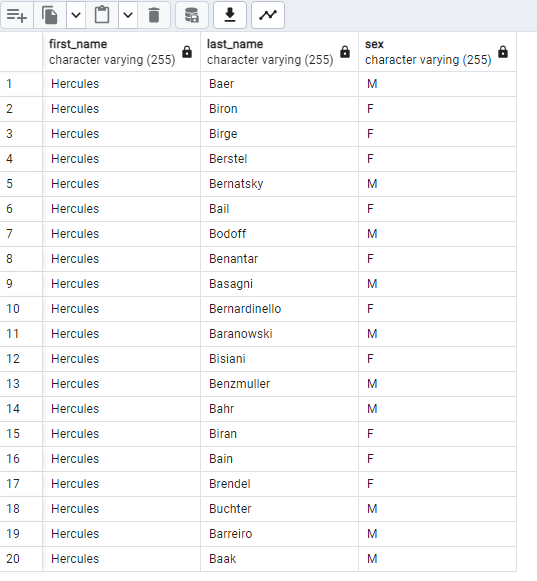 first_name last_name sex
character varying (255) character varying (255) character varying (255)
1 Hercules Baer M
2 Hercules Biron F
3 Hercules Birge F
4 Hercules Berstel F
5 Hercules Bernatsky M
6 Hercules Bail F
7 Hercules Bodoff M
8 Hercules Benantar F
9 Hercules Basagni M
10 Hercules Bernardinello F
11 Hercules Baranowski M
12 Hercules Bisiani F
13 Hercules Benzmuller M
14 Hercules Bahr M
15 Hercules Biran F
16 Hercules Bain F
17 Hercules Brendel F
18 Hercules Buchter M
19 Hercules Barreiro M
20 Hercules Baak M